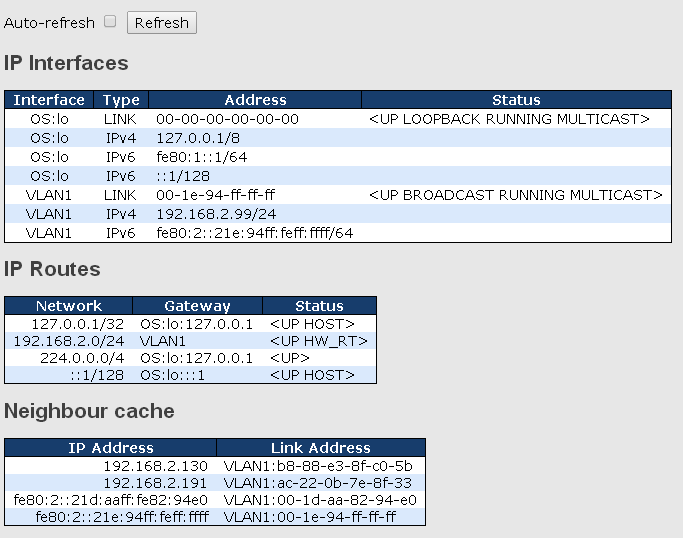 Auto-refresh Refresh
IP Interfaces
Interface Type Address Status
OS:lo LINK 00-00-00-00-00-00 <UP LOOPBACK RUNNING MULTICAST>
OS:lo IPv4 127.0.0.1/8
OS:lo IPv6 fe80:1::1/64
OS:lo IPv6 ::1/128
VLAN1 LINK 00-1e-94-ff-ff-ff <UP BROADCAST RUNNING MULTICAST>
VLAN1 IPv4 192.168.2.99/24
VLAN1 IPv6 fe80:2::21e:94ff:feff:ffff/64
IP Routes
Network Gateway Status
127.0.0.1/32 OS:lo:127.0.0.1 <UP HOST>
192.168.2.0/24 VLAN1 <UP HW_RT>
224.0.0.0/4 OS:lo:127.0.0.1 <UP>
::1/128 OS:lo:::1 <UP HOST>
Neighbour cache
IP Address Link Address
192.168.2.130 VLAN1:b8-88-e3-8f-c0-5b
192.168.2.191 VLAN1:ac-22-0b-7e-8f-33
fe80:2::21d:aaff:fe82:94e0 VLAN1:00-1d-aa-82-94-e0
fe80:2::21e:94ff:feff:ffff VLAN1:00-1e-94-ff-ff-ff